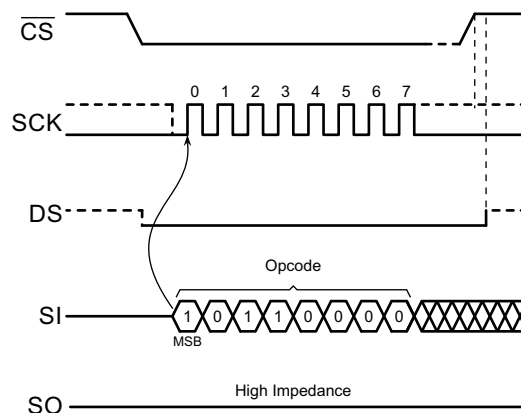 CS
0 1 2 3 4 5 6 7
SCK
DS
Opcode
SI
1 0 1 1 0 0 0 0
MSB
High Impedance
SO